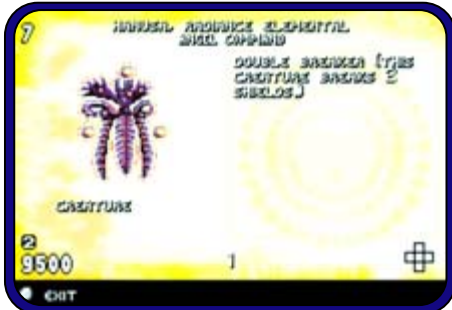 7
HANUSA, RADIANCE ELEMENTAL
ANGEL COMMAND
DOUBLE BREAKER (THIS
CREATURE BREAKS 2
SHIELDS.)
CREATURE
2
9500
1
EXIT